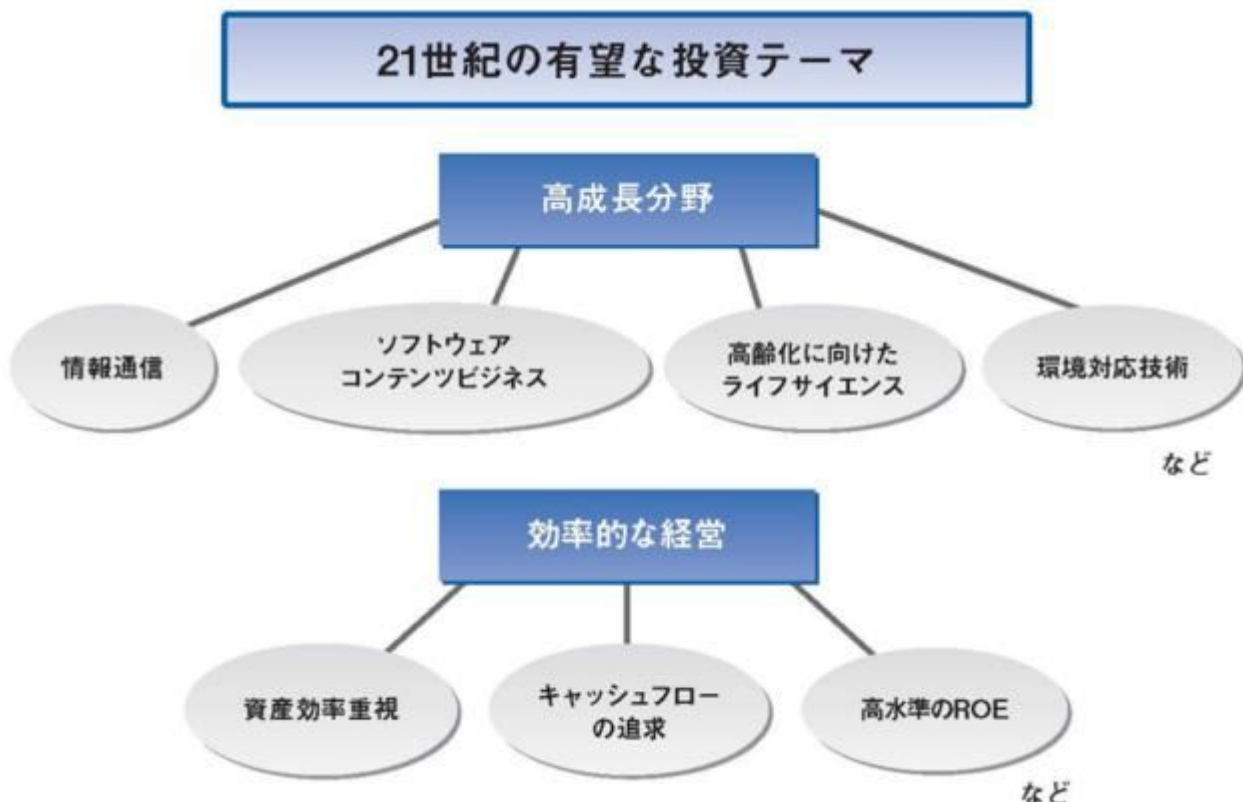 21世紀の有望な投資テーマ
高成長分野
情報通信
ソフトウェア
コンテンツビジネス
高齢化に向けた
ライフサイエンス
環境対応技術
など
効率的な経営
資産効率重視
キャッシュフロー
の追求
高水準のROE
など